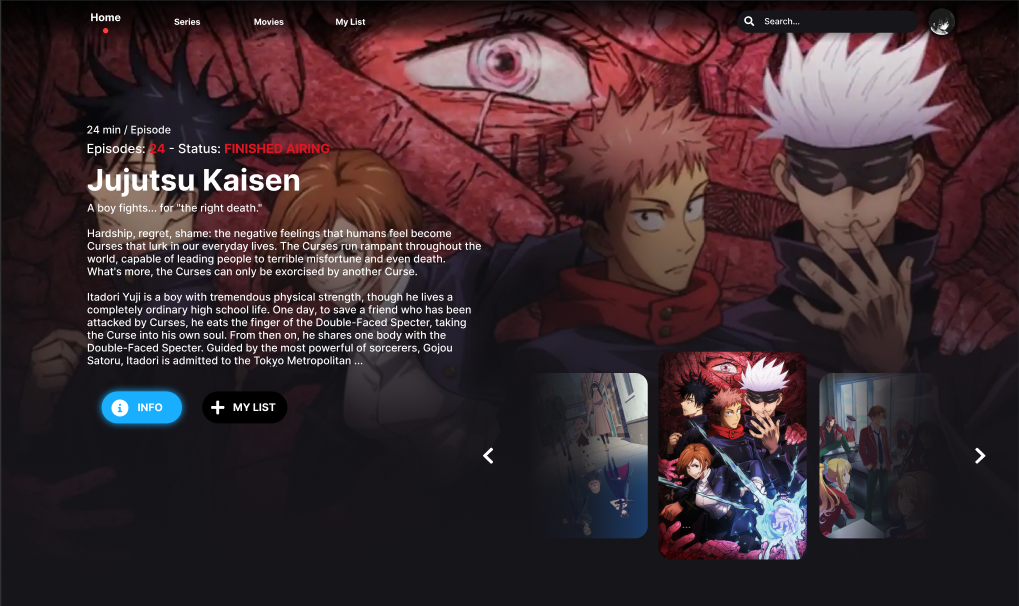 Home
Series
Movies
My List
Search...
24 min / Episode
Episodes: 24 - Status: FINISHED AIRING
Jujutsu Kaisen
A boy fights... for "the right death."
Hardship, regret, shame: the negative feelings that humans feel become
Curses that lurk in our everyday lives. The Curses run rampant throughout the
world, capable of leading people to terrible misfortune and even death.
What's more, the Curses can only be exorcised by another Curse.
Itadori Yuji is a boy with tremendous physical strength, though he lives a
completely ordinary high school life. One day, to save a friend who has been
attacked by Curses, he eats the finger of the Double-Faced Specter, taking
the Curse into his own soul. From then on, he shares one body with the
Double-Faced Specter. Guided by the most powerful of sorcerers, Gojou
Satoru, Itadori is admitted to the Tokyo Metropolitan ...
INFO
MY LIST
...